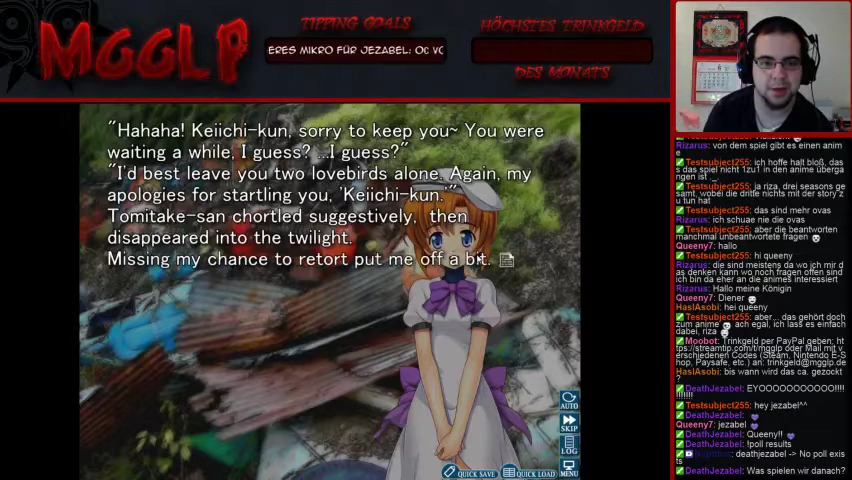 MGGLP
TIPPING GOALS
ERES MIKRO FÜR JEZABEL: 0€ VO
HÖCHSTES TRINKGELD
DES MONATS
"Hahaha! Keiichi-kun, sorry to keep you~ You were
waiting a while, I guess? ...I guess?"
"I'd best leave you two lovebirds alone. Again, my
apologies for startling you, 'Keiichi-kun.'"
Tomitake-san chortled suggestively, then
disappeared into the twilight.
Missing my chance to retort put me off a bit.
AUTO
SKIP
LOG
MENU
QUICK SAVE
QUICK LOAD
Rizarus: von dem spiel gibt es einen anim
e
Testsubject255: ich hoffe halt bloß, das
s das spiel nicht 1zu1 in den anime überga
ngen ist ._.
Testsubject255: ja riza, drei seasons ge
samt, wobei die dritte nichts mit der story z
u tun hat
Testsubject255: das sind mehr ovas
Rizarus: ich schuae nie die ovas
Testsubject255: aber die beantworten
manchmal unbeantwortete fragen
Queeny7: hallo
Testsubject255: hi queeny
Rizarus: die sind meistens da wo ich mir d
as denken kann wo noch fragen offen sind
ich bin da eher an die animes interessiert
Rizarus: Hallo meine Königin
Queeny7: Diener
HaslAsobi: hei queeny
Testsubject255: aber... das gehört doch
zum anime ach egal, ich lass es einfach
dabei, riza
Moobot: Trinkgeld per PayPal geben: ht
tps://streamtip.com/t/mgglp oder Mail mit v
erschiedenen Codes (Steam, Nintendo E-S
hop, Paysafe, etc.) an: trinkgeld@mgglp.de
HaslAsobi: bis wann wird das ca. gezockt
?
DeathJezabel: EYOOOOOOOOOO!!!!
!!!!!!!!
Testsubject255: hey jezabel^^
DeathJezabel:
Queeny7: jezabel
DeathJezabel: Queeny!!
DeathJezabel: !poll results
deathjezabel -> No poll exis
ts
DeathJezabel: Was spielen wir danach?